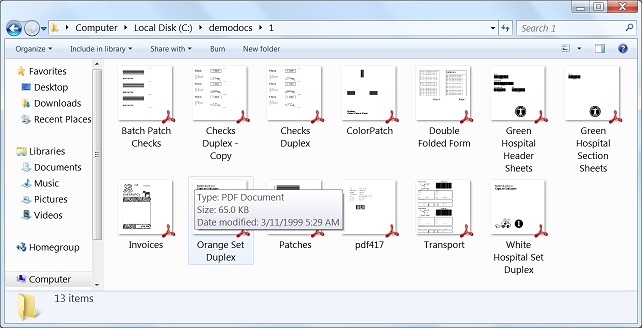 Computer ▸ Local Disk (C:) ▸ demodocs ▸ 1
Search 1
Organize Include in library Share with Burn New folder
Favorites
Desktop
Downloads
Recent Places
Libraries
Documents
Music
Pictures
Videos
Homegroup
Computer
Batch Patch Checks
Checks Duplex - Copy
Checks Duplex
ColorPatch
Double Folded Form
Green Hospital Header Sheets
Green Hospital Section Sheets
Invoices
Orange Set Duplex
Patches
pdf417
Transport
White Hospital Set Duplex
Type: PDF Document
Size: 65.0 KB
Date modified: 3/11/1999 5:29 AM
13 items